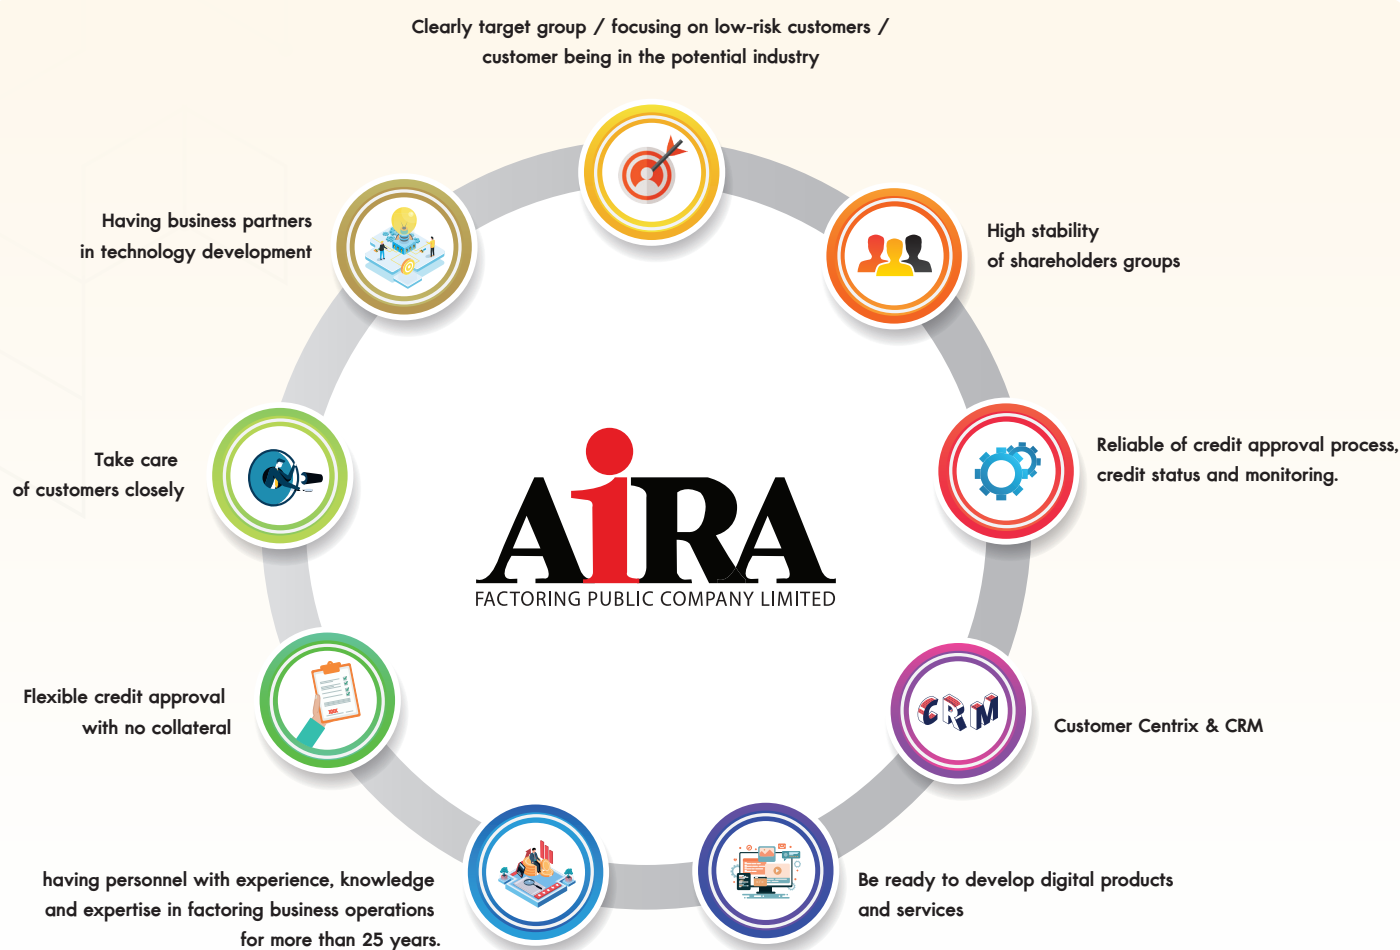 Clearly target group / focusing on low-risk customers /
customer being in the potential industry
High stability
of shareholders groups
Reliable of credit approval process,
credit status and monitoring.
CRM
Customer Centrix & CRM
Be ready to develop digital products
and services
having personnel with experience, knowledge
and expertise in factoring business operations
for more than 25 years.
Flexible credit approval
with no collateral
Take care
of customers closely
Having business partners
in technology development
AiRA
FACTORING PUBLIC COMPANY LIMITED